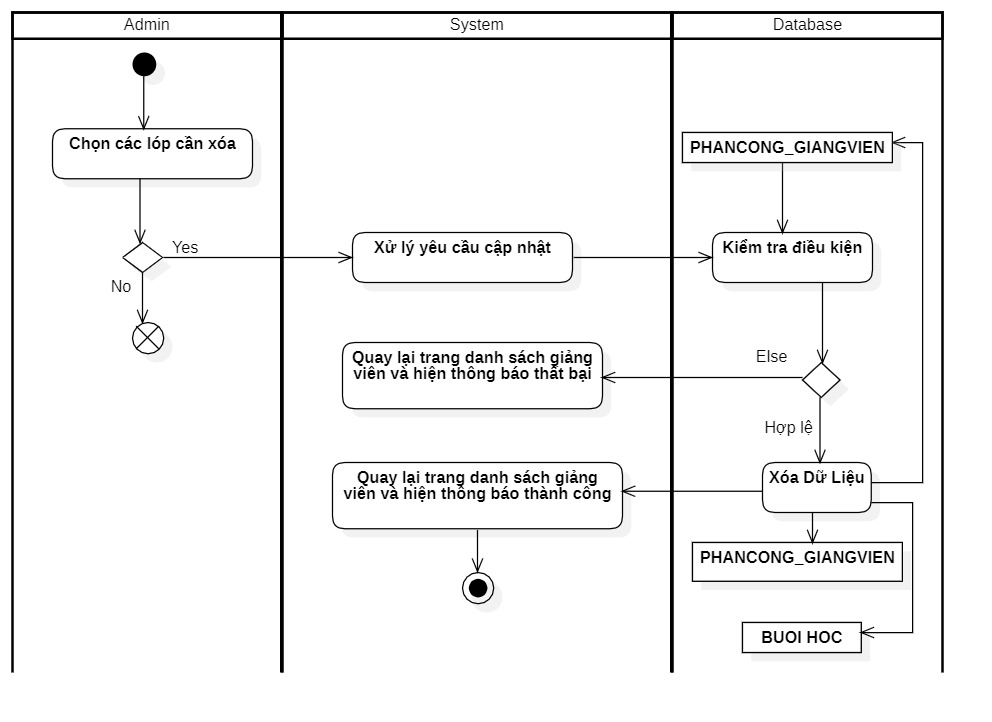 Admin
System
Database
Chọn các lóp cần xóa
PHANCONG_GIANGVIEN
Yes
Xử lý yêu cầu cập nhật
Kiểm tra điều kiện
No
Quay lại trang danh sách giảng
viên và hiện thông báo thất bại
Else
Hợp lệ
Quay lại trang danh sách giảng
viên và hiện thông báo thành công
Xóa Dữ Liệu
PHANCONG_GIANGVIEN
BUOI HOC